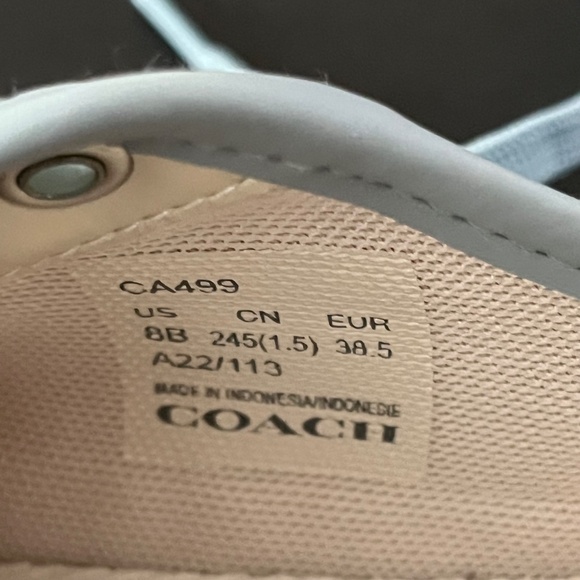 CA499
US CN EUR
8B 245(1.5) 38.5
A22/113
MADE IN INDONESIA/INDONESIE
COACH